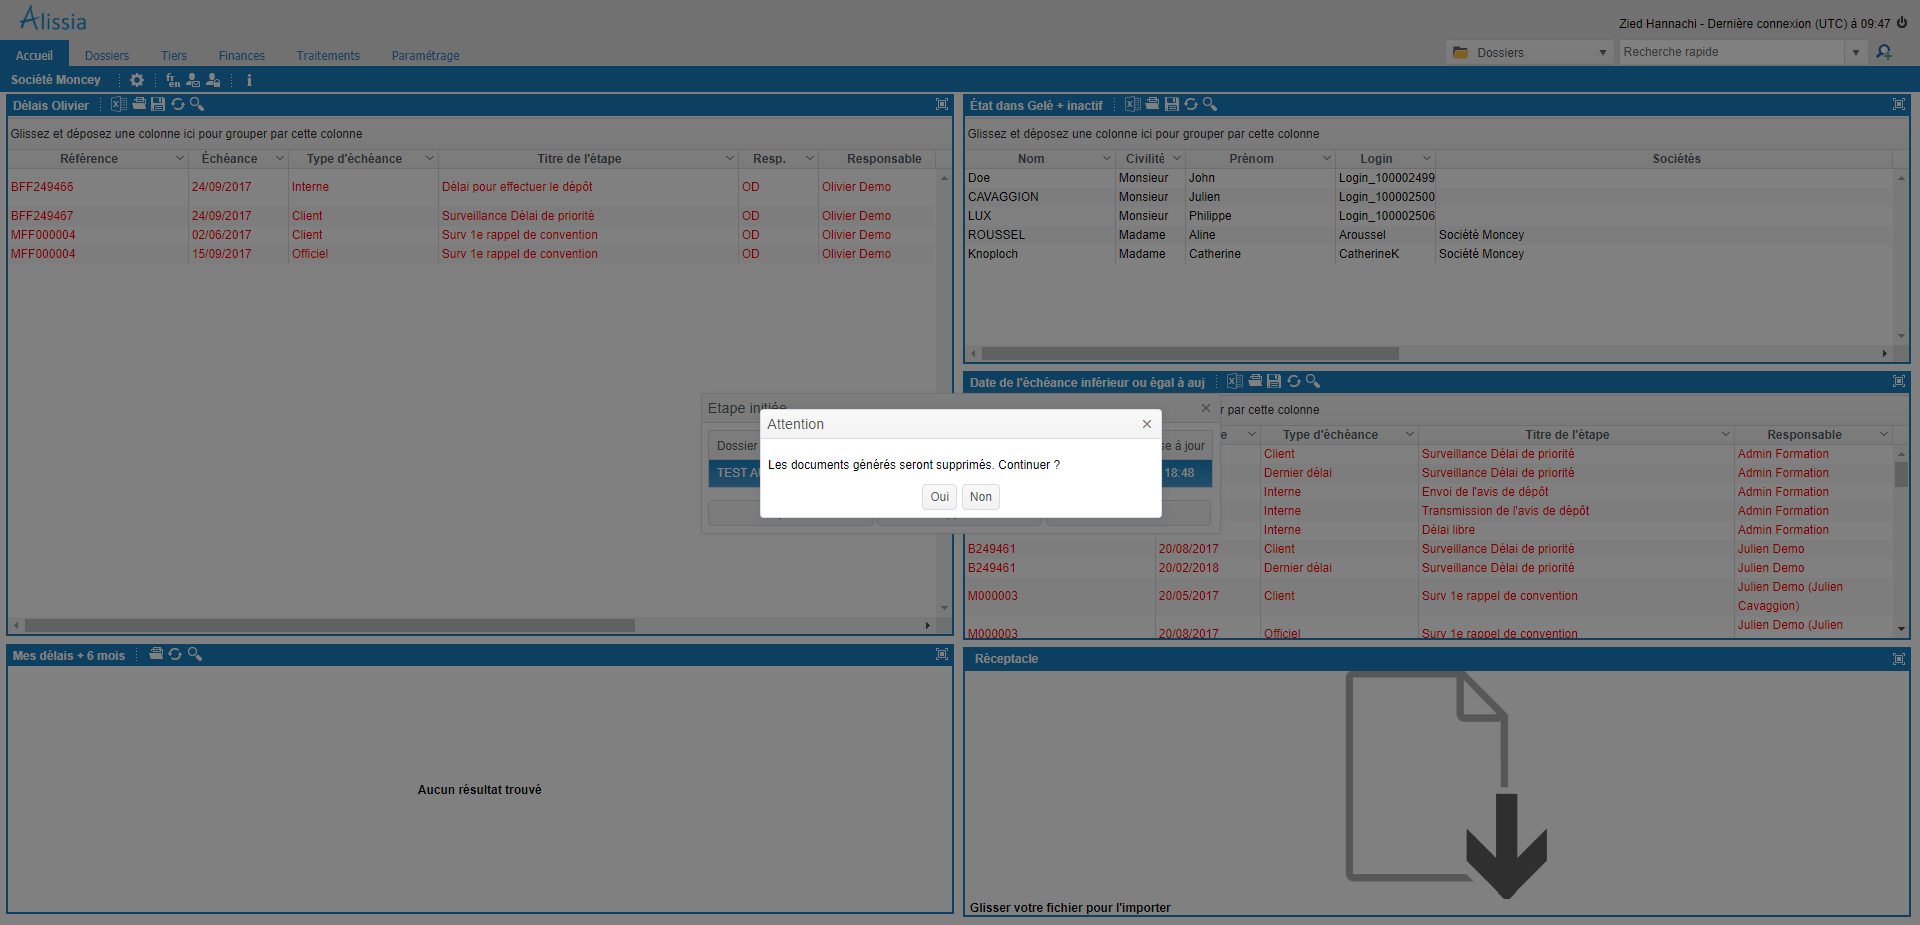 Alissia
Zied Hannachi - Dernière connexion (UTC) à 09:47
Accueil Dossiers Tiers Finances Traitements Paramétrage
Dossiers Recherche rapide
Société Moncey fr en i
Délais Olivier
Glissez et déposez une colonne ici pour grouper par cette colonne
Référence Échéance Type d'échéance Titre de l'étape Resp. Responsable
BFF249466 24/09/2017 Interne Délai pour effectuer le dépôt OD Olivier Demo
BFF249467 24/09/2017 Client Surveillance Délai de priorité OD Olivier Demo
MFF000004 02/06/2017 Client Surv 1e rappel de convention OD Olivier Demo
MFF000004 15/09/2017 Officiel Surv 1e rappel de convention OD Olivier Demo
État dans Gelé + inactif
Glissez et déposez une colonne ici pour grouper par cette colonne
Nom Civilité Prénom Login Sociétés
Doe Monsieur John Login_100002499
CAVAGGION Monsieur Julien Login_100002500
LUX Monsieur Philippe Login_100002506
ROUSSEL Madame Aline Aroussel Société Moncey
Knoploch Madame Catherine CatherineK Société Moncey
Date de l'échéance inférieur ou égal à auj
r par cette colonne
e Type d'échéance Titre de l'étape Responsable
Client Surveillance Délai de priorité Admin Formation
Dernier délai Surveillance Délai de priorité Admin Formation
Interne Envoi de l'avis de dépôt Admin Formation
Interne Transmission de l'avis de dépôt Admin Formation
Interne Délai libre Admin Formation
B249461 20/08/2017 Client Surveillance Délai de priorité Julien Demo
B249461 20/02/2018 Dernier délai Surveillance Délai de priorité Julien Demo
M000003 20/05/2017 Client Surv 1e rappel de convention Julien Demo (Julien
Cavaggion)
M000003 20/08/2017 Officiel Surv 1e rappel de convention Julien Demo (Julien
Etape initiée
Dossier se à jour
TEST 18:48
Attention
Les documents générés seront supprimés. Continuer ?
Oui Non
Mes délais + 6 mois
Aucun résultat trouvé
Réceptacle
Glisser votre fichier pour l'importer